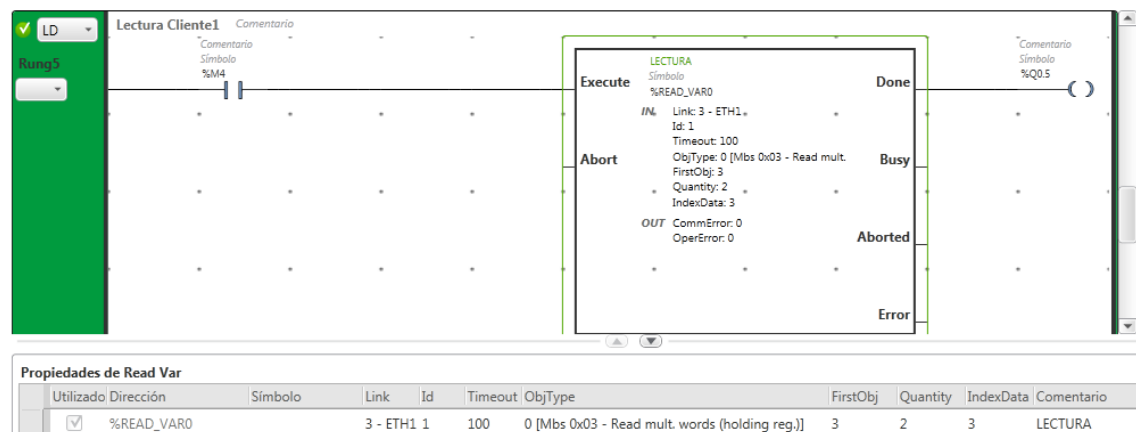 LD
Lectura Cliente1 Comentario
Rung5
Comentario
Símbolo
%M4
LECTURA
Símbolo
%READ_VAR0
Execute
Done
IN. Link: 3 - ETH1
Id: 1
Timeout: 100
ObjType: 0 [Mbs 0x03 - Read mult.
FirstObj: 3
Quantity: 2
IndexData: 3
Abort
Busy
OUT CommError: 0
OperError: 0
Aborted
Error
Comentario
Símbolo
%Q0.5
Propiedades de Read Var
Utilizado Dirección Símbolo Link Id Timeout ObjType FirstObj Quantity IndexData Comentario
%READ_VAR0 3 - ETH1 1 100 0 [Mbs 0x03 - Read mult. words (holding reg.)] 3 2 3 LECTURA